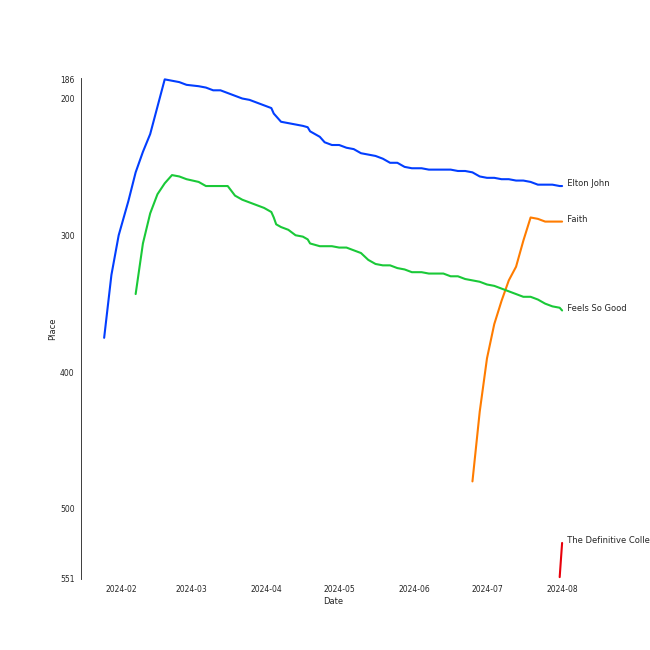 186
200
300
400
500
551
Place
Elton John
Faith
Feels So Good
The Definitive Colle
2024-02
2024-03
2024-04
2024-05
2024-06
2024-07
2024-08
Date